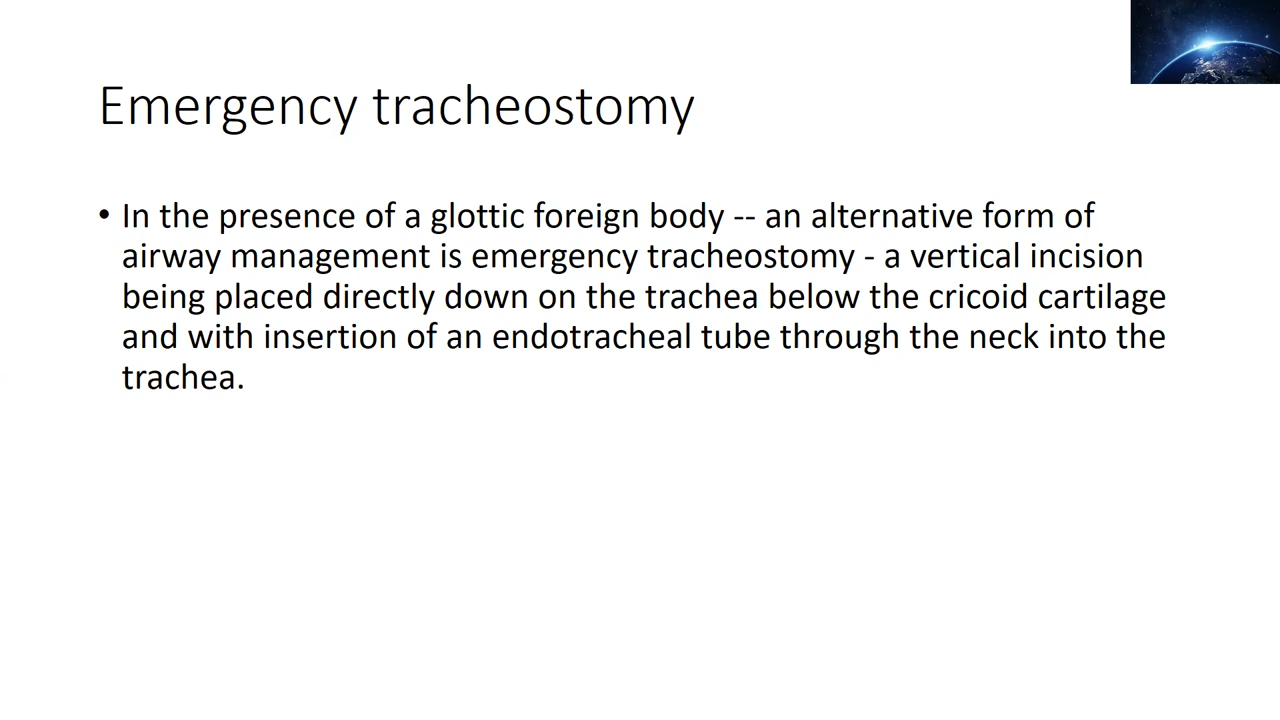 Emergency tracheostomy
• In the presence of a glottic foreign body -- an alternative form of
airway management is emergency tracheostomy - a vertical incision
being placed directly down on the trachea below the cricoid cartilage
and with insertion of an endotracheal tube through the neck into the
trachea.